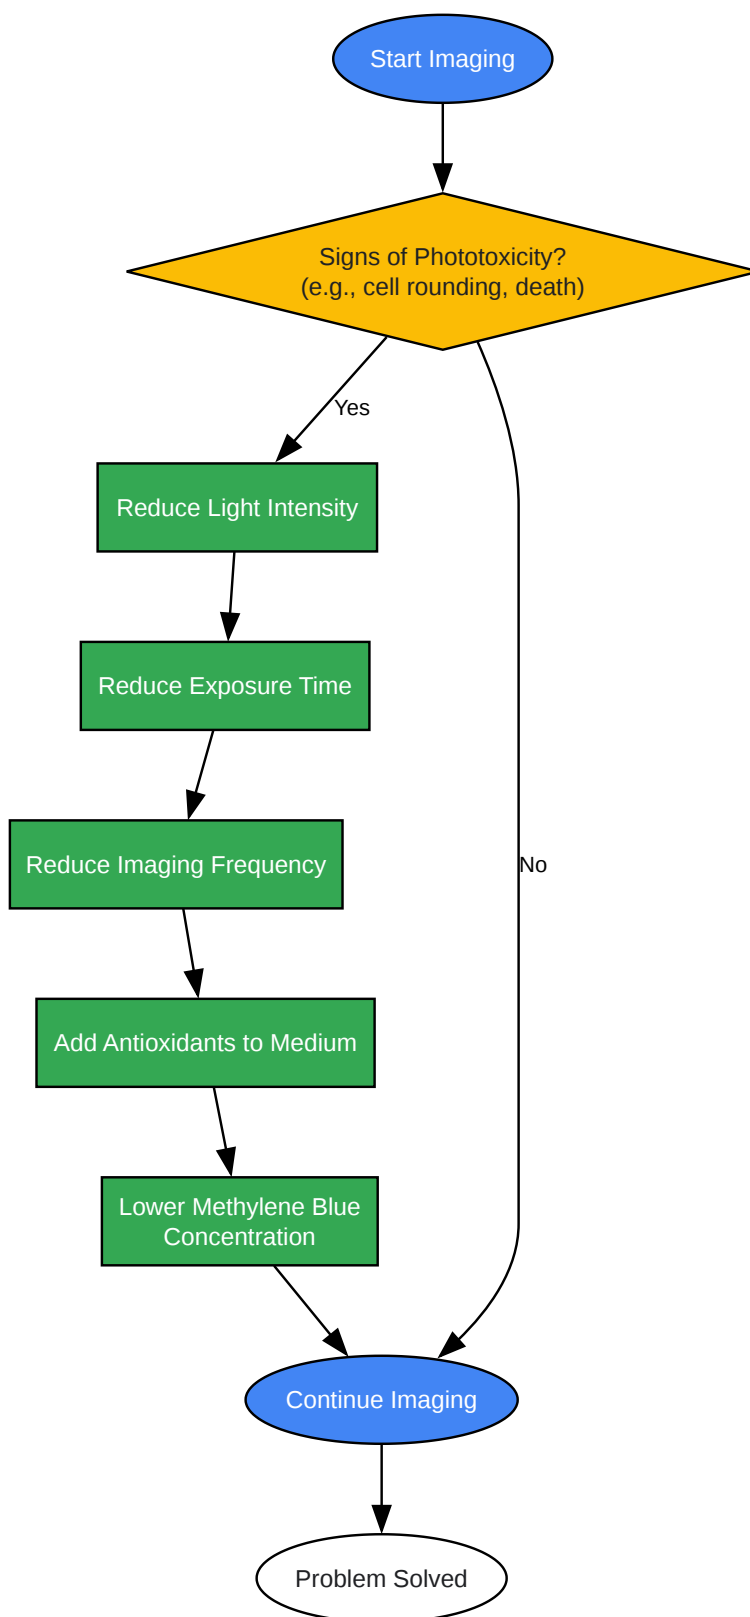 Start Imaging
Signs of Phototoxicity?
(e.g., cell rounding, death)
Yes
Reduce Light Intensity
Reduce Exposure Time
Reduce Imaging Frequency
No
Add Antioxidants to Medium
Lower Methylene Blue
Concentration
Continue Imaging
Problem Solved